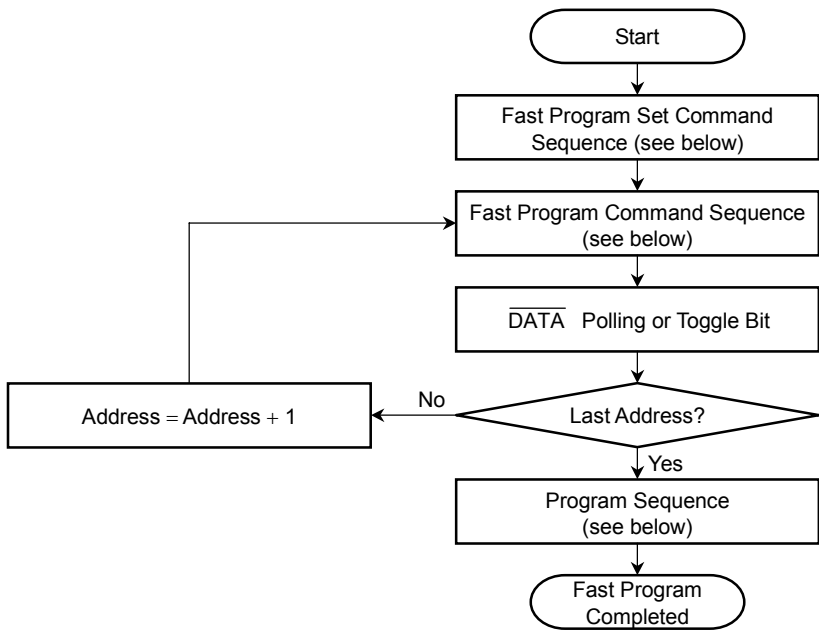 Start
Fast Program Set Command
Sequence (see below)
Fast Program Command Sequence
(see below)
D̅A̅T̅A̅ Polling or Toggle Bit
Last Address?
No
Address = Address + 1
Yes
Program Sequence
(see below)
Fast Program
Completed